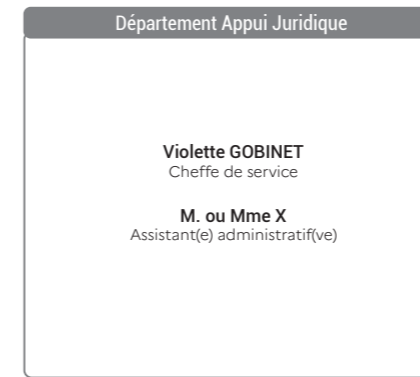 Département Appui Juridique
Violette GOBINET
Cheffe de service
M. ou Mme X
Assistant(e) administratif(ve)